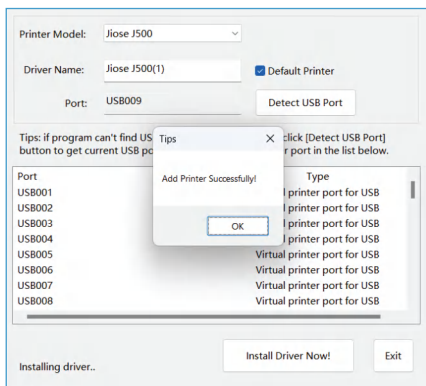 Printer Model: Jiose J500
Driver Name: Jiose J500(1) Default Printer
Port: USB009 Detect USB Port
Tips: if program can't find US click [Detect USB Port]
button to get current USB po r port in the list below.
Tips
Add Printer Successfully!
OK
Port Type
USB001 l printer port for USB
USB002 l printer port for USB
USB003 l printer port for USB
USB004 l printer port for USB
USB005 Virtual printer port for USB
USB006 Virtual printer port for USB
USB007 Virtual printer port for USB
USB008 Virtual printer port for USB
Installing driver.. Install Driver Now! Exit